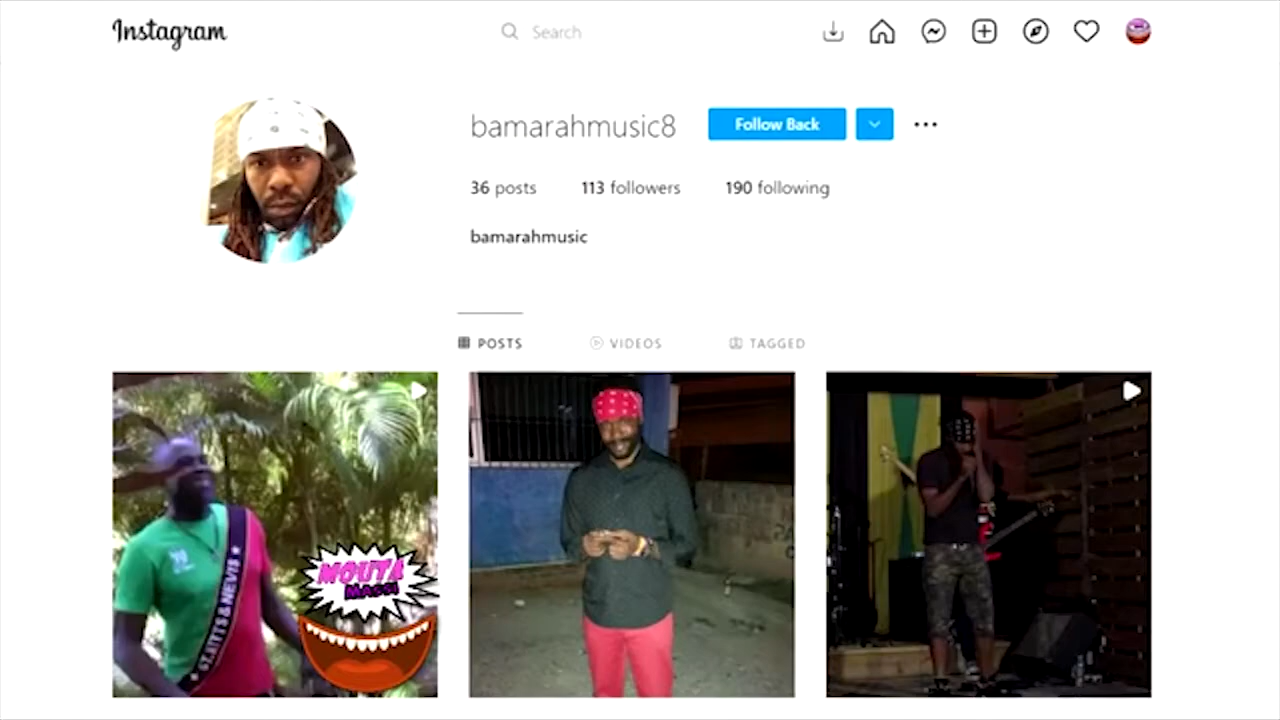 Instagram
Search
bamarahmusic8
Follow Back
36 posts 113 followers 190 following
bamarahmusic
POSTS VIDEOS TAGGED
MOUTA
MASSI
ST.KITTS & NEVIS